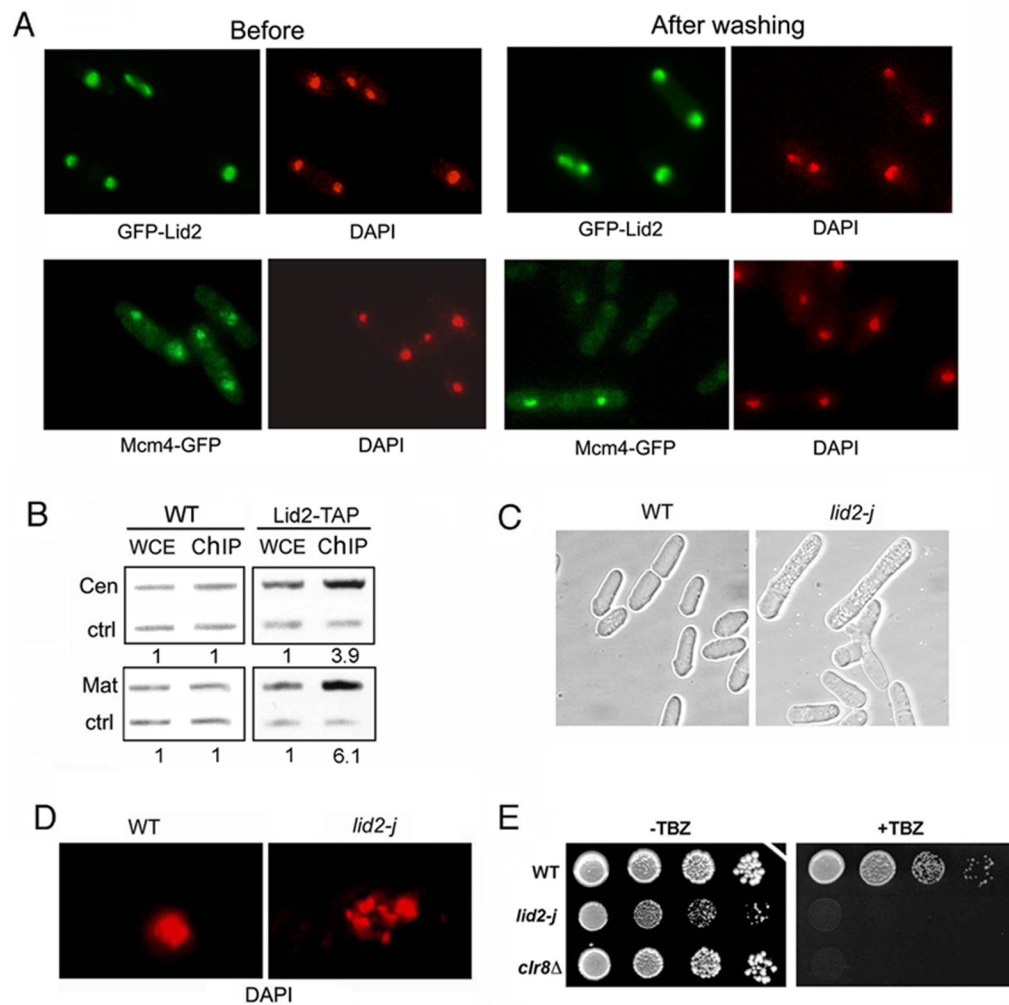 A
Before
After washing
GFP-Lid2
DAPI
GFP-Lid2
DAPI
Mcm4-GFP
DAPI
Mcm4-GFP
DAPI
B
WT
Lid2-TAP
WCE ChIP
WCE ChIP
Cen
ctrl
1 1
1 3.9
Mat
ctrl
1 1
1 6.1
C
WT
lid2-j
D
WT
lid2-j
DAPI
E
-TBZ
+TBZ
WT
lid2-j
clr8Δ